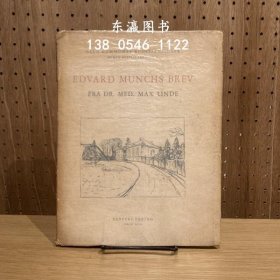 东瀛图书
138 0546 1122
EDVARD MUNCHS BREV
FRA DR. MED. MAX LINDE